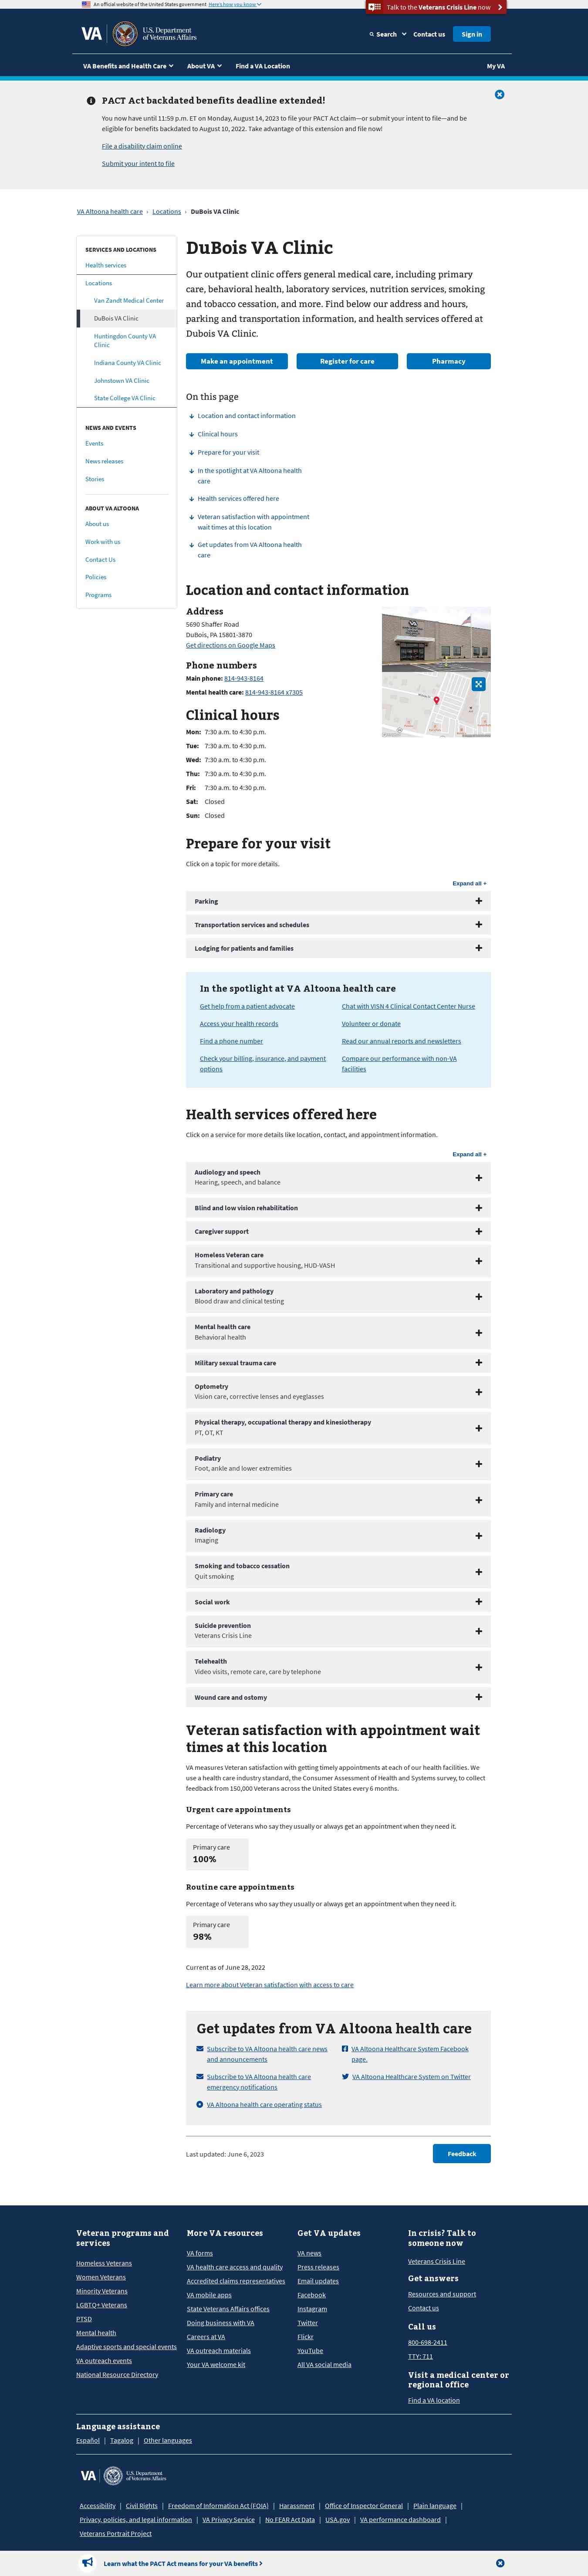 An official website of the United States government Here's how you know
Talk to the Veterans Crisis Line now
VA
U.S. Department
of Veterans Affairs
Search
Contact us
Sign in
VA Benefits and Health Care
About VA
Find a VA Location
My VA
PACT Act backdated benefits deadline extended!
You now have until 11:59 p.m. ET on Monday, August 14, 2023 to file your PACT Act claim—or submit your intent to file—and be
eligible for benefits backdated to August 10, 2022. Take advantage of this extension and file now!
File a disability claim online
Submit your intent to file
VA Altoona health care › Locations › DuBois VA Clinic
SERVICES AND LOCATIONS
Health services
Locations
Van Zandt Medical Center
DuBois VA Clinic
Huntingdon County VA
Clinic
Indiana County VA Clinic
Johnstown VA Clinic
State College VA Clinic
NEWS AND EVENTS
Events
News releases
Stories
ABOUT VA ALTOONA
About us
Work with us
Contact Us
Policies
Programs
DuBois VA Clinic
Our outpatient clinic offers general medical care, including primary
care, behavioral health, laboratory services, nutrition services, smoking
and tobacco cessation, and more. Find below our address and hours,
parking and transportation information, and health services offered at
Dubois VA Clinic.
Make an appointment
Register for care
Pharmacy
On this page
Location and contact information
Clinical hours
Prepare for your visit
In the spotlight at VA Altoona health
care
Health services offered here
Veteran satisfaction with appointment
wait times at this location
Get updates from VA Altoona health
care
Location and contact information
Address
5690 Shaffer Road
DuBois, PA 15801-3870
Get directions on Google Maps
Phone numbers
Main phone: 814-943-8164
Mental health care: 814-943-8164 x7305
Clinical hours
Mon: 7:30 a.m. to 4:30 p.m.
Tue: 7:30 a.m. to 4:30 p.m.
Wed: 7:30 a.m. to 4:30 p.m.
Thu: 7:30 a.m. to 4:30 p.m.
Fri: 7:30 a.m. to 4:30 p.m.
Sat: Closed
Sun: Closed
Prepare for your visit
Click on a topic for more details.
Expand all +
Parking
Transportation services and schedules
Lodging for patients and families
In the spotlight at VA Altoona health care
Get help from a patient advocate
Access your health records
Find a phone number
Check your billing, insurance, and payment
options
Chat with VISN 4 Clinical Contact Center Nurse
Volunteer or donate
Read our annual reports and newsletters
Compare our performance with non-VA
facilities
Health services offered here
Click on a service for more details like location, contact, and appointment information.
Expand all +
Audiology and speech
Hearing, speech, and balance
Blind and low vision rehabilitation
Caregiver support
Homeless Veteran care
Transitional and supportive housing, HUD-VASH
Laboratory and pathology
Blood draw and clinical testing
Mental health care
Behavioral health
Military sexual trauma care
Optometry
Vision care, corrective lenses and eyeglasses
Physical therapy, occupational therapy and kinesiotherapy
PT, OT, KT
Podiatry
Foot, ankle and lower extremities
Primary care
Family and internal medicine
Radiology
Imaging
Smoking and tobacco cessation
Quit smoking
Social work
Suicide prevention
Veterans Crisis Line
Telehealth
Video visits, remote care, care by telephone
Wound care and ostomy
Veteran satisfaction with appointment wait
times at this location
VA measures Veteran satisfaction with getting timely appointments at each of our health facilities. We
use a health care industry standard, the Consumer Assessment of Health and Systems survey, to collect
feedback from 150,000 Veterans across the United States every 6 months.
Urgent care appointments
Percentage of Veterans who say they usually or always get an appointment when they need it.
Primary care
100%
Routine care appointments
Percentage of Veterans who say they usually or always get an appointment when they need it.
Primary care
98%
Current as of June 28, 2022
Learn more about Veteran satisfaction with access to care
Get updates from VA Altoona health care
Subscribe to VA Altoona health care news
and announcements
Subscribe to VA Altoona health care
emergency notifications
VA Altoona health care operating status
VA Altoona Healthcare System Facebook
page.
VA Altoona Healthcare System on Twitter
Last updated: June 6, 2023
Feedback
Veteran programs and
services
Homeless Veterans
Women Veterans
Minority Veterans
LGBTQ+ Veterans
PTSD
Mental health
Adaptive sports and special events
VA outreach events
National Resource Directory
More VA resources
VA forms
VA health care access and quality
Accredited claims representatives
VA mobile apps
State Veterans Affairs offices
Doing business with VA
Careers at VA
VA outreach materials
Your VA welcome kit
Get VA updates
VA news
Press releases
Email updates
Facebook
Instagram
Twitter
Flickr
YouTube
All VA social media
In crisis? Talk to
someone now
Veterans Crisis Line
Get answers
Resources and support
Contact us
Call us
800-698-2411
TTY: 711
Visit a medical center or
regional office
Find a VA location
Language assistance
Español | Tagalog | Other languages
VA
U.S. Department
of Veterans Affairs
Accessibility | Civil Rights | Freedom of Information Act (FOIA) | Harassment | Office of Inspector General | Plain language |
Privacy, policies, and legal information | VA Privacy Service | No FEAR Act Data | USA.gov | VA performance dashboard |
Veterans Portrait Project
Learn what the PACT Act means for your VA benefits